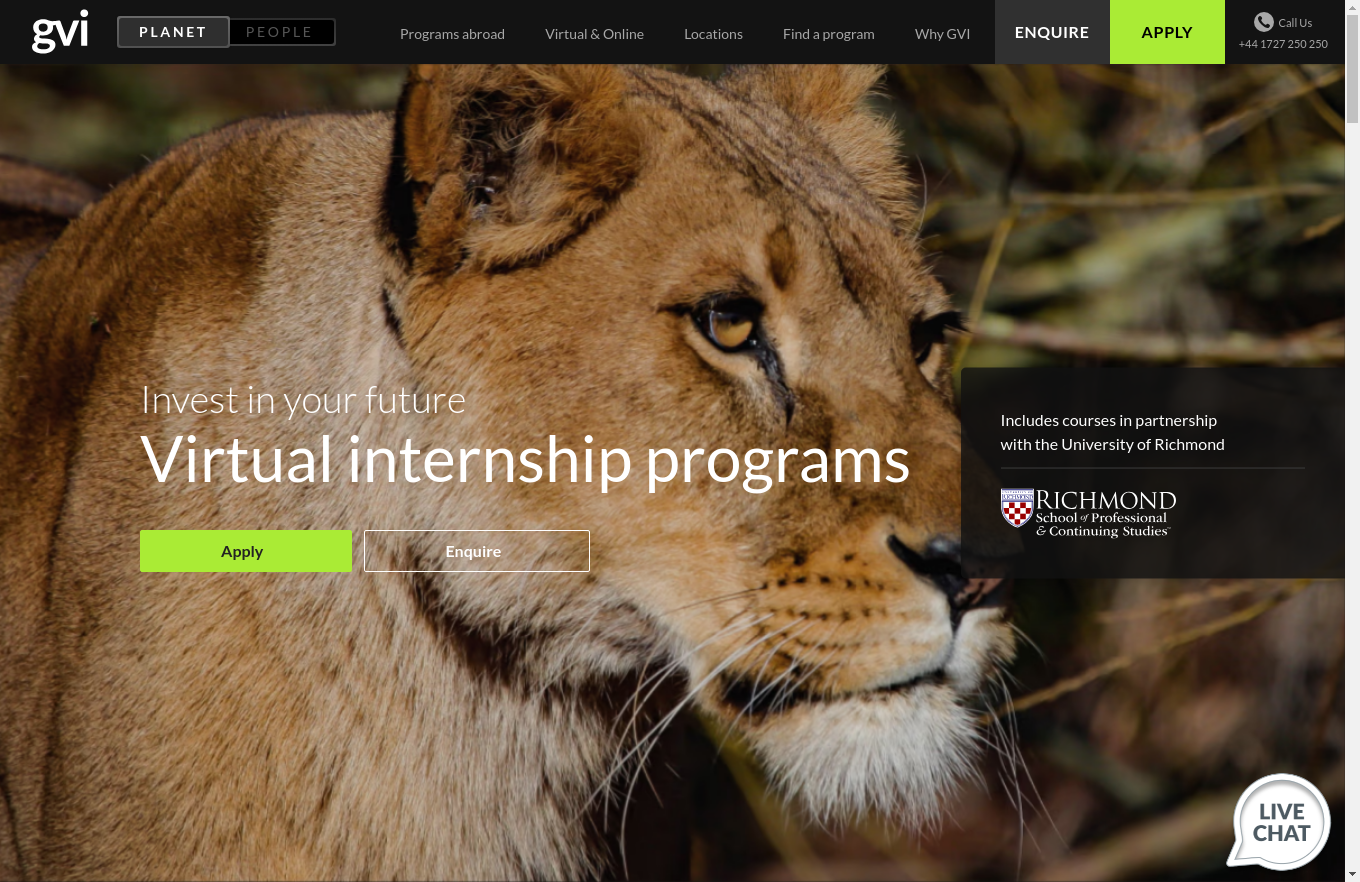 gvi
PLANET
PEOPLE
Programs abroad
Virtual & Online
Locations
Find a program
Why GVI
ENQUIRE
APPLY
Call Us
+44 1727 250 250
Invest in your future
Virtual internship programs
Apply
Enquire
Includes courses in partnership
with the University of Richmond
RICHMOND
School of Professional
& Continuing Studies
LIVE
CHAT